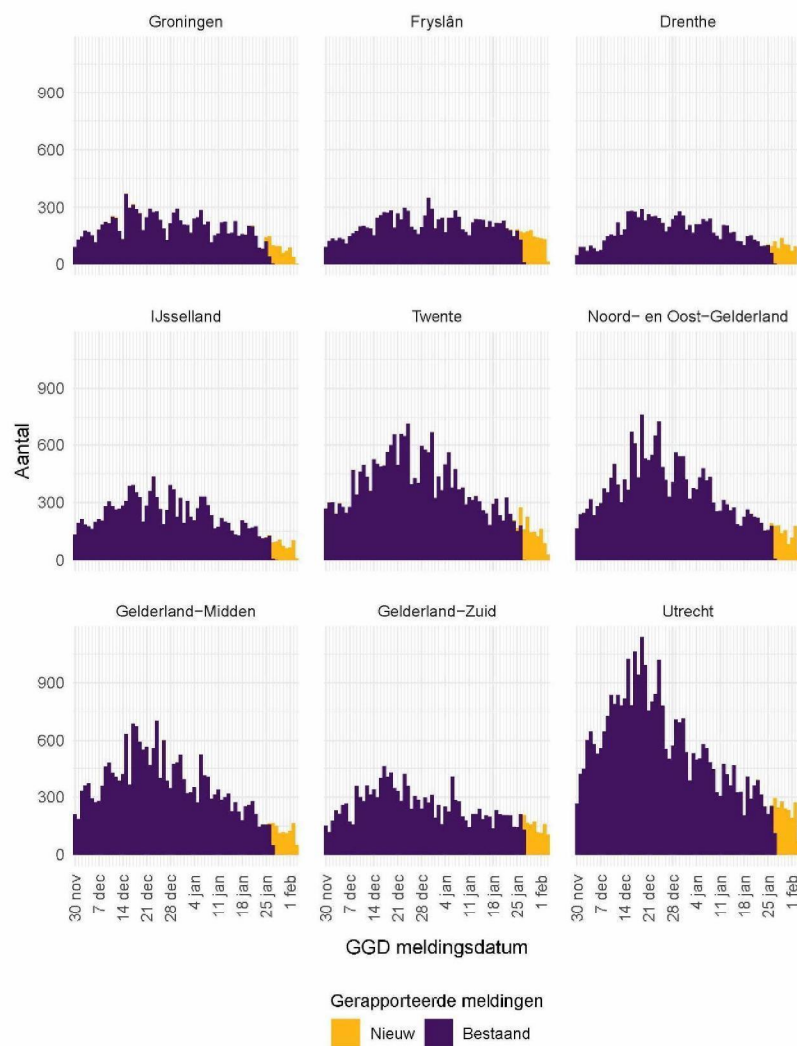 Groningen
Fryslân
Drenthe
900
600
300
0
IJsselland
Twente
Noord- en Oost-Gelderland
900
600
300
0
Gelderland-Midden
Gelderland-Zuid
Utrecht
900
600
300
0
Aantal
30 nov
7 dec
14 dec
21 dec
28 dec
4 jan
11 jan
18 jan
25 jan
1 feb
30 nov
7 dec
14 dec
21 dec
28 dec
4 jan
11 jan
18 jan
25 jan
1 feb
30 nov
7 dec
14 dec
21 dec
28 dec
4 jan
11 jan
18 jan
25 jan
1 feb
GGD meldingsdatum
Gerapporteerde meldingen
Nieuw
Bestaand